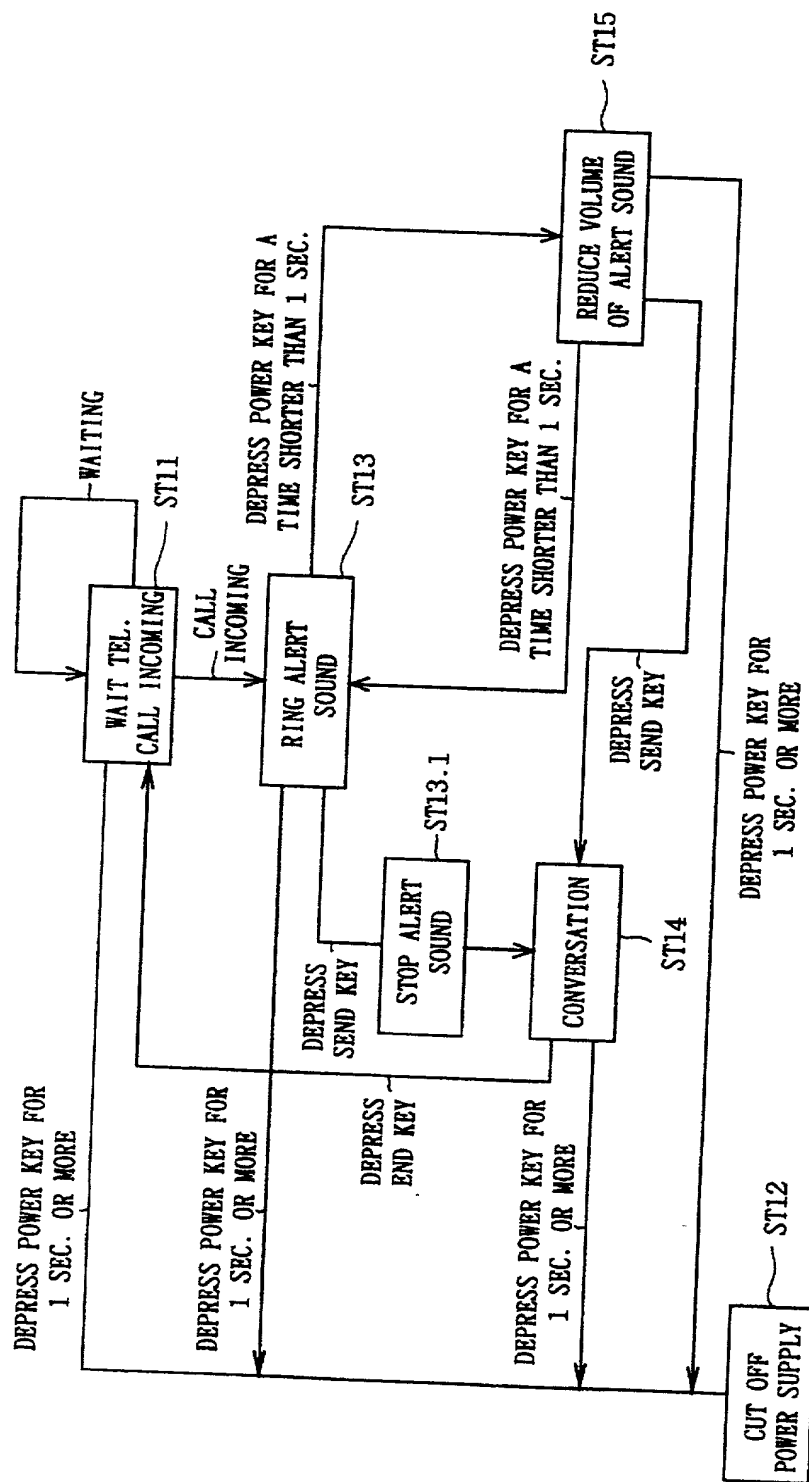 WAITING
WAIT TEL.
CALL INCOMING
ST11
CALL
INCOMING
DEPRESS POWER KEY FOR
1 SEC. OR MORE
RING ALERT
SOUND
ST13
DEPRESS POWER KEY FOR A
TIME SHORTER THAN 1 SEC.
DEPRESS POWER KEY FOR
1 SEC. OR MORE
DEPRESS
SEND KEY
STOP ALERT
SOUND
ST13.1
DEPRESS POWER KEY FOR A
TIME SHORTER THAN 1 SEC.
REDUCE VOLUME
OF ALERT SOUND
ST15
DEPRESS
END KEY
CONVERSATION
ST14
DEPRESS
SEND KEY
DEPRESS POWER KEY FOR
1 SEC. OR MORE
DEPRESS POWER KEY FOR
1 SEC. OR MORE
CUT OFF
POWER SUPPLY
ST12